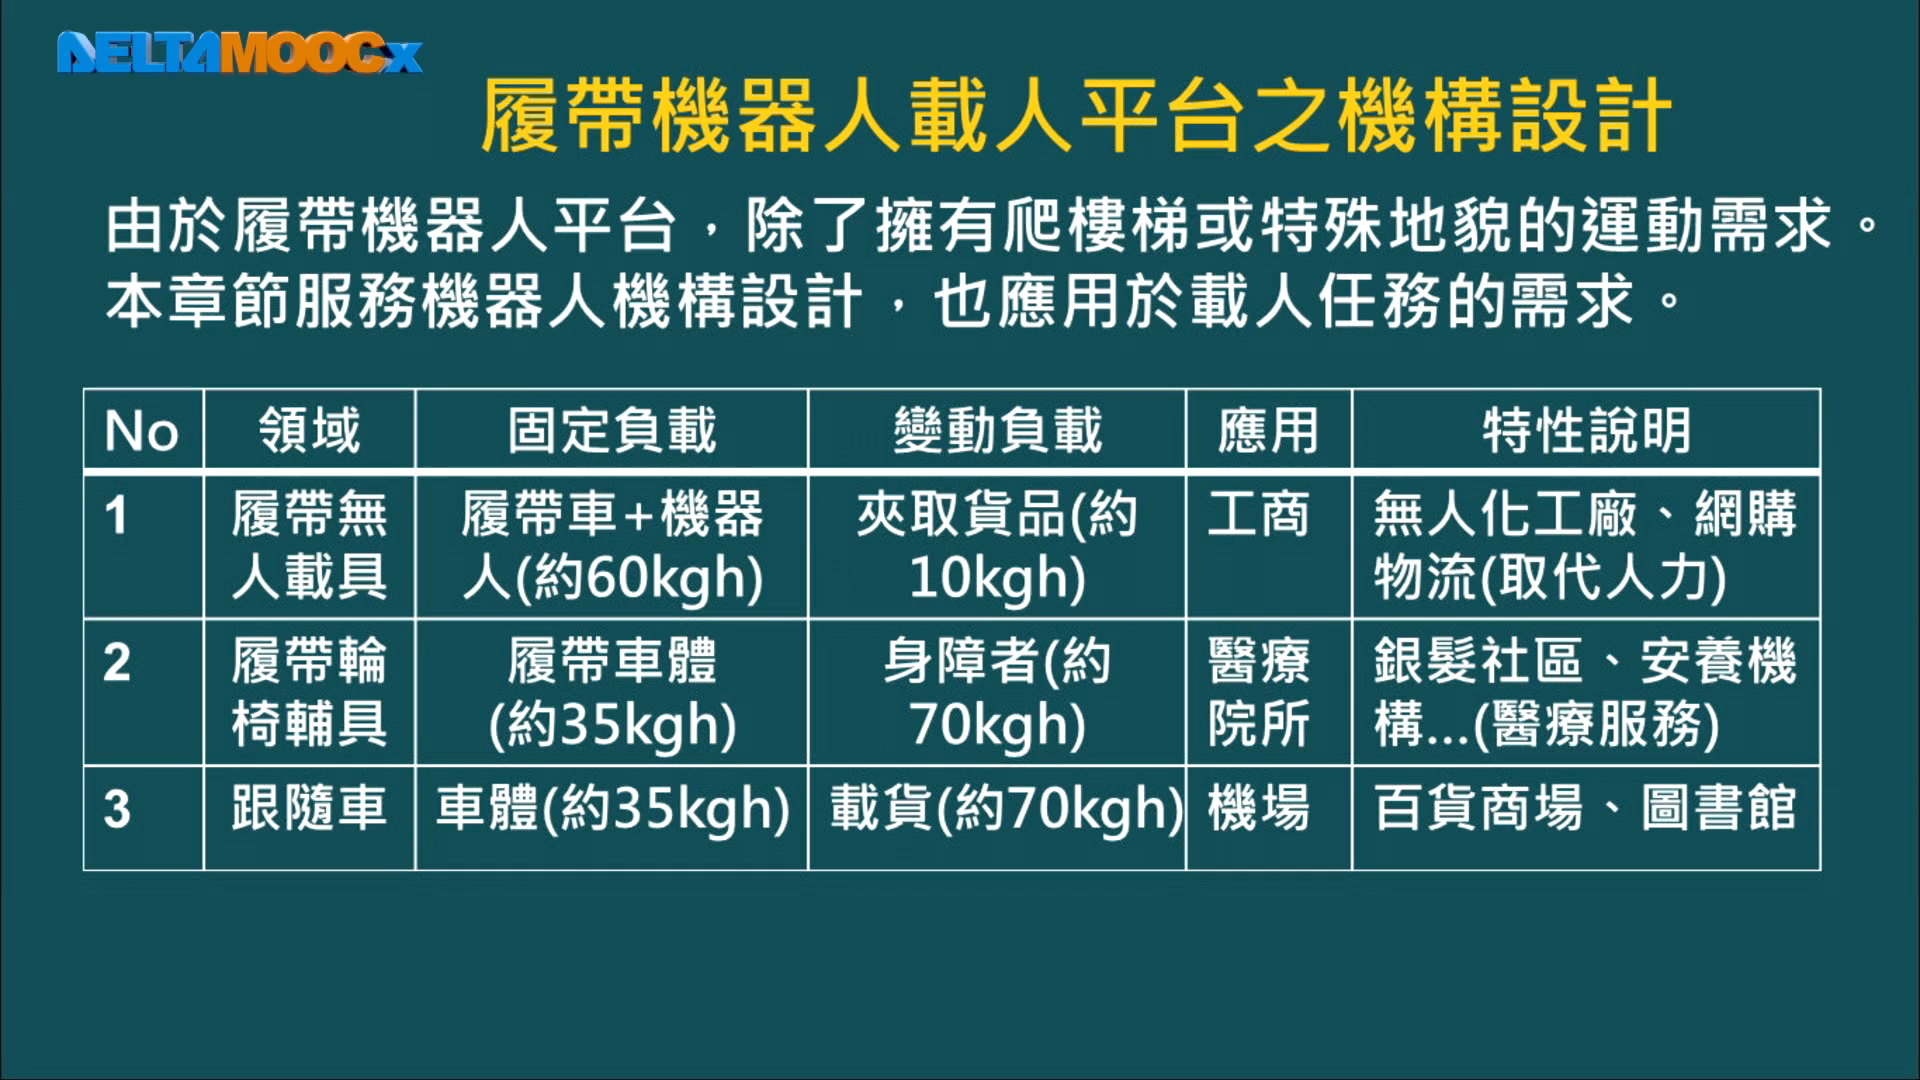 DELTAMOOCx
履帶機器人載人平台之機構設計
由於履帶機器人平台，除了擁有爬樓梯或特殊地貌的運動需求。
本章節服務機器人機構設計，也應用於載人任務的需求。
No 領域 固定負載 變動負載 應用 特性說明
1 履帶無 履帶車+機器 夾取貨品(約 工商 無人化工廠、網購
人載具 人(約60kgh) 10kgh) 物流(取代人力)
2 履帶輪 履帶車體 身障者(約 醫療 銀髮社區、安養機
椅輔具 (約35kgh) 70kgh) 院所 構...(醫療服務)
3 跟隨車 車體(約35kgh) 載貨(約70kgh) 機場 百貨商場、圖書館